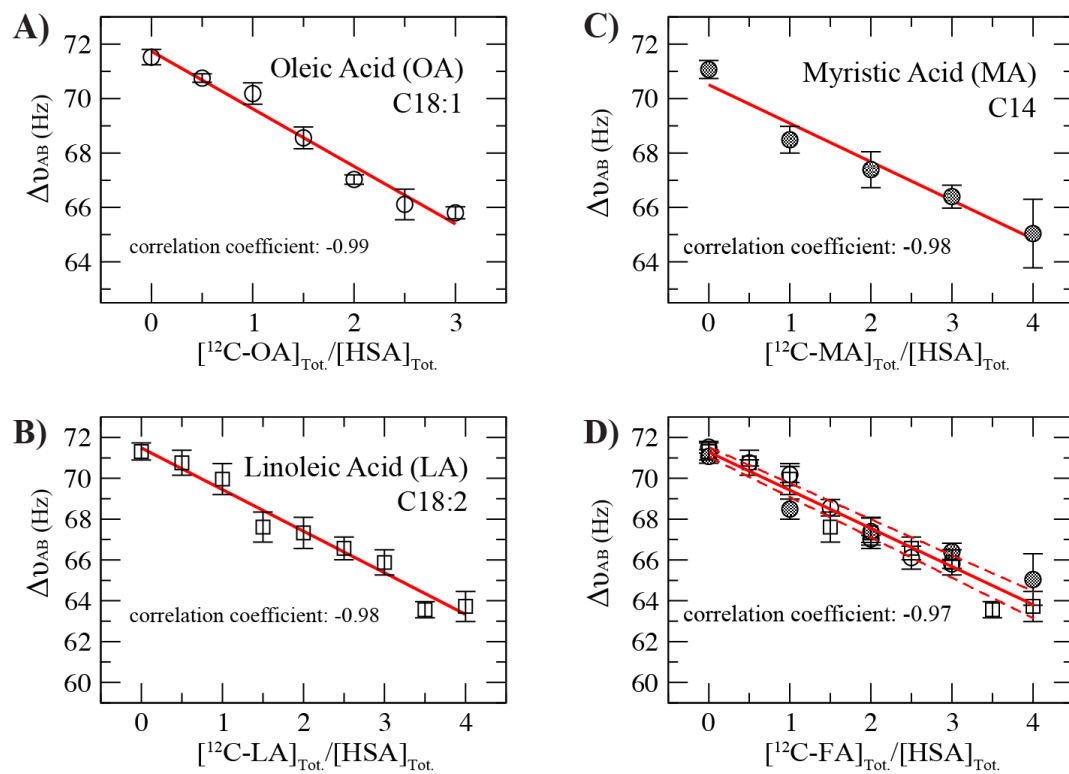 A)
Oleic Acid (OA)
C18:1
ΔυAB (Hz)
72
70
68
66
64
correlation coefficient: -0.99
0 1 2 3
[¹²C-OA]Tot./[HSA]Tot.
C)
Myristic Acid (MA)
C14
ΔυAB (Hz)
72
70
68
66
64
correlation coefficient: -0.98
0 1 2 3 4
[¹²C-MA]Tot./[HSA]Tot.
B)
Linoleic Acid (LA)
C18:2
ΔυAB (Hz)
72
70
68
66
64
62
60
correlation coefficient: -0.98
0 1 2 3 4
[¹²C-LA]Tot./[HSA]Tot.
D)
ΔυAB (Hz)
72
70
68
66
64
62
60
correlation coefficient: -0.97
0 1 2 3 4
[¹²C-FA]Tot./[HSA]Tot.